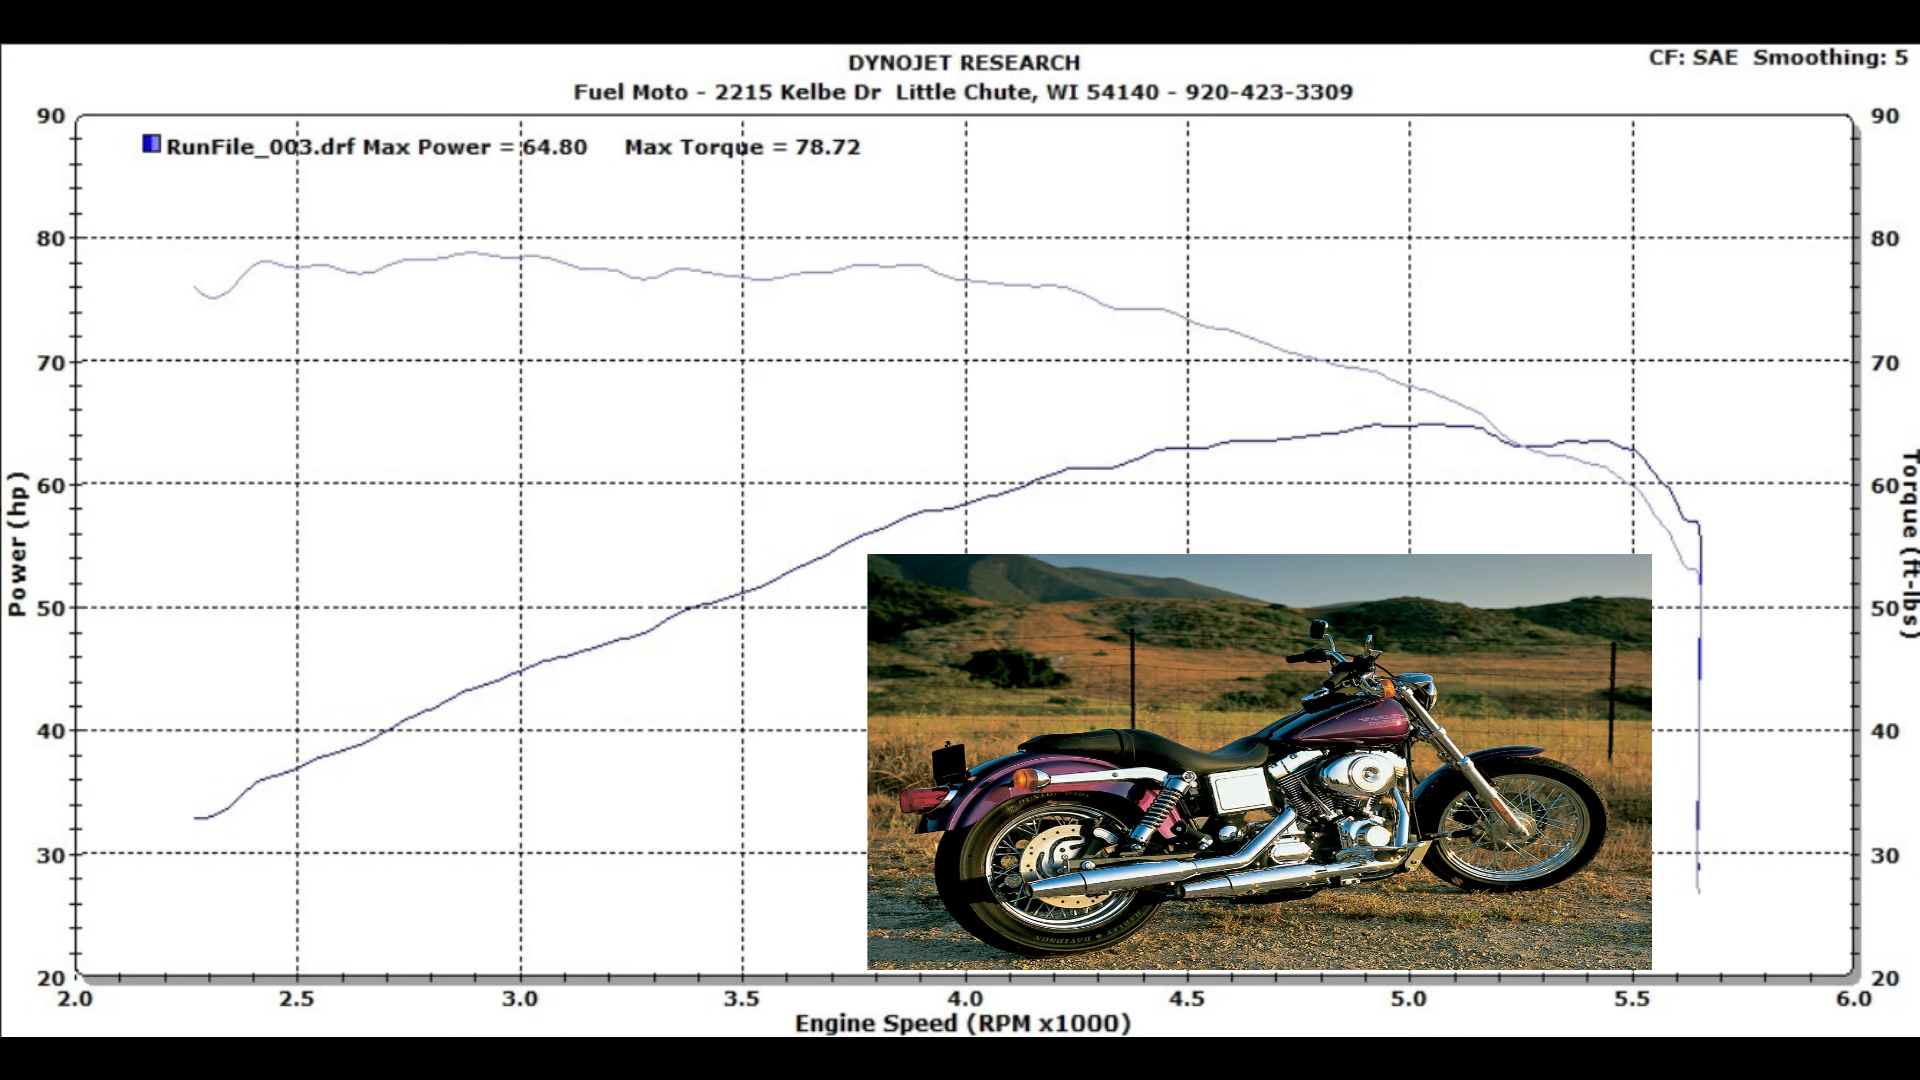 DYNOJET RESEARCH
CF: SAE Smoothing: 5
Fuel Moto - 2215 Kelbe Dr Little Chute, WI 54140 - 920-423-3309
RunFile_003.drf Max Power = 64.80 Max Torque = 78.72
90
80
70
60
50
40
30
20
Power (hp)
90
80
70
60
50
40
30
20
Torque (ft-lbs)
2.0 2.5 3.0 3.5 4.0 4.5 5.0 5.5 6.0
Engine Speed (RPM x1000)
HARLEY DAVIDSON